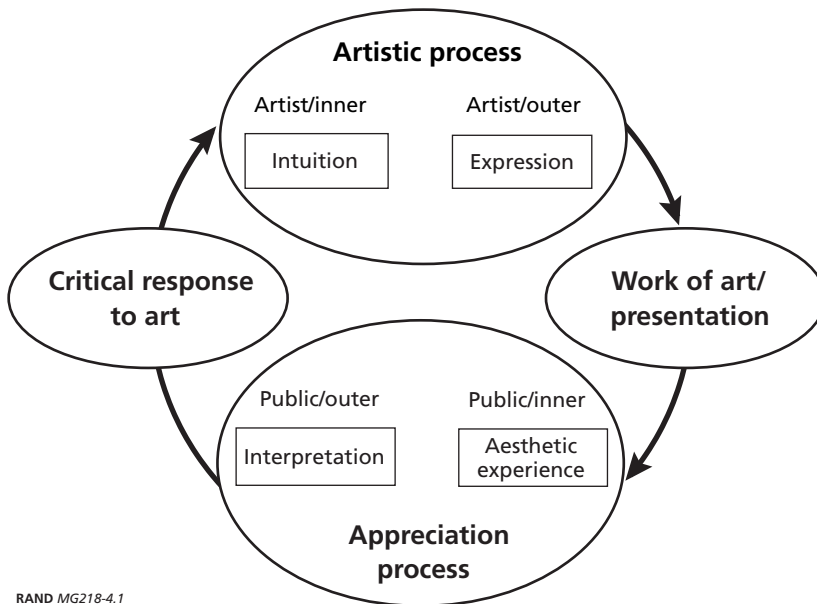 Artistic process
Artist/inner
Artist/outer
Intuition
Expression
Critical response
to art
Work of art/
presentation
Public/outer
Public/inner
Interpretation
Aesthetic
experience
Appreciation
process
RAND MG218-4.1